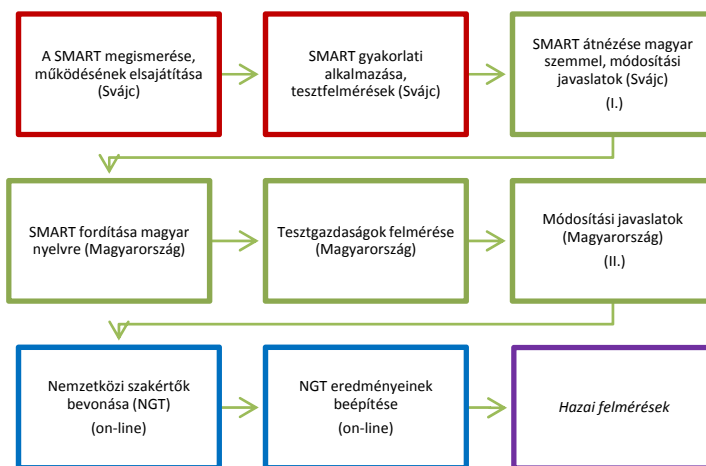 A SMART megismerése,
működésének elsajátítása
(Svájc)
SMART gyakorlati
alkalmazása,
tesztfelmérések (Svájc)
SMART átnézése magyar
szemmel, módosítási
javaslatok (Svájc)
(I.)
SMART fordítása magyar
nyelvre (Magyarország)
Tesztgazdaságok felmérése
(Magyarország)
Módosítási javaslatok
(Magyarország)
(II.)
Nemzetközi szakértők
bevonása (NGT)
(on-line)
NGT eredményeinek
beépítése
(on-line)
Hazai felmérések